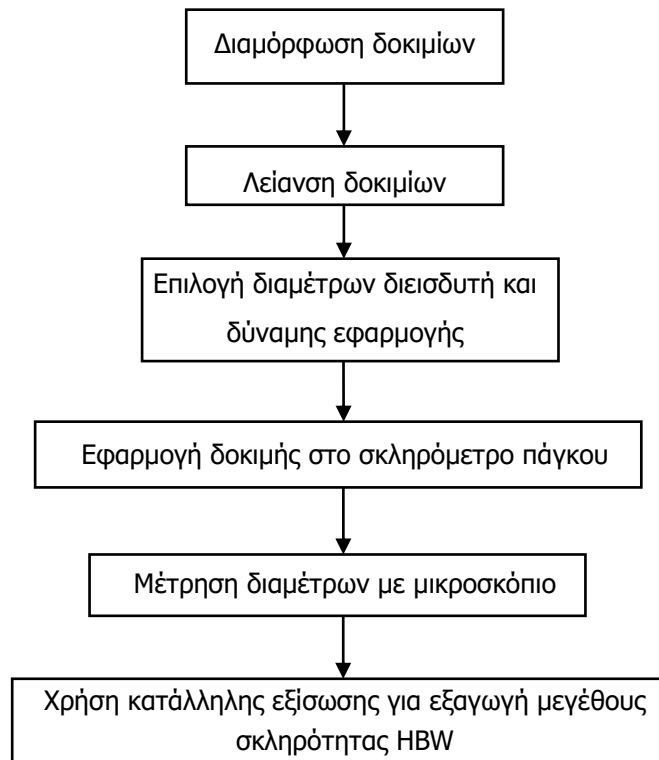 Διαμόρφωση δοκιμίων
Λείανση δοκιμίων
Επιλογή διαμέτρων διεισδυτή και
δύναμης εφαρμογής
Εφαρμογή δοκιμής στο σκληρόμετρο πάγκου
Μέτρηση διαμέτρων με μικροσκόπιο
Χρήση κατάλληλης εξίσωσης για εξαγωγή μεγέθους
σκληρότητας HBW